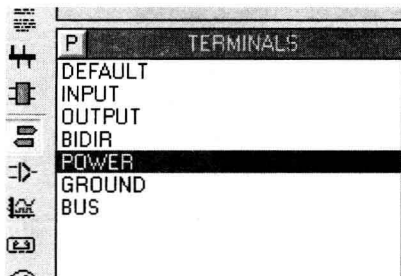 P TERMINALS
DEFAULT
INPUT
OUTPUT
BIDIR
POWER
GROUND
BUS